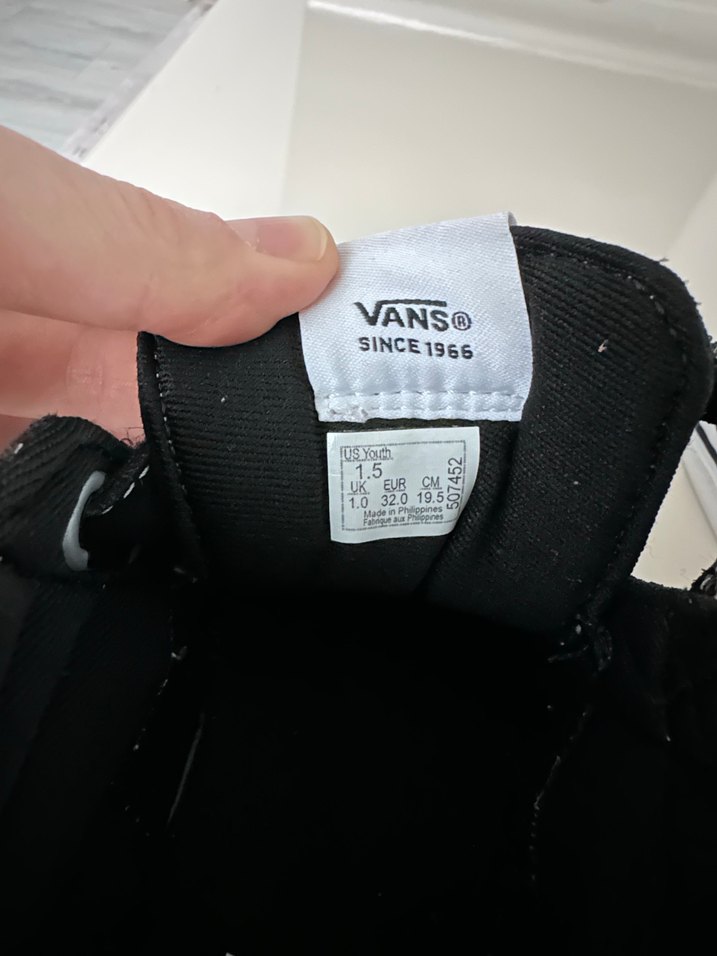 VANS®
SINCE 1966
US Youth
1.5
UK EUR CM
1.0 32.0 19.5
Made in Philippines
Fabriqué aux Philippines
507452